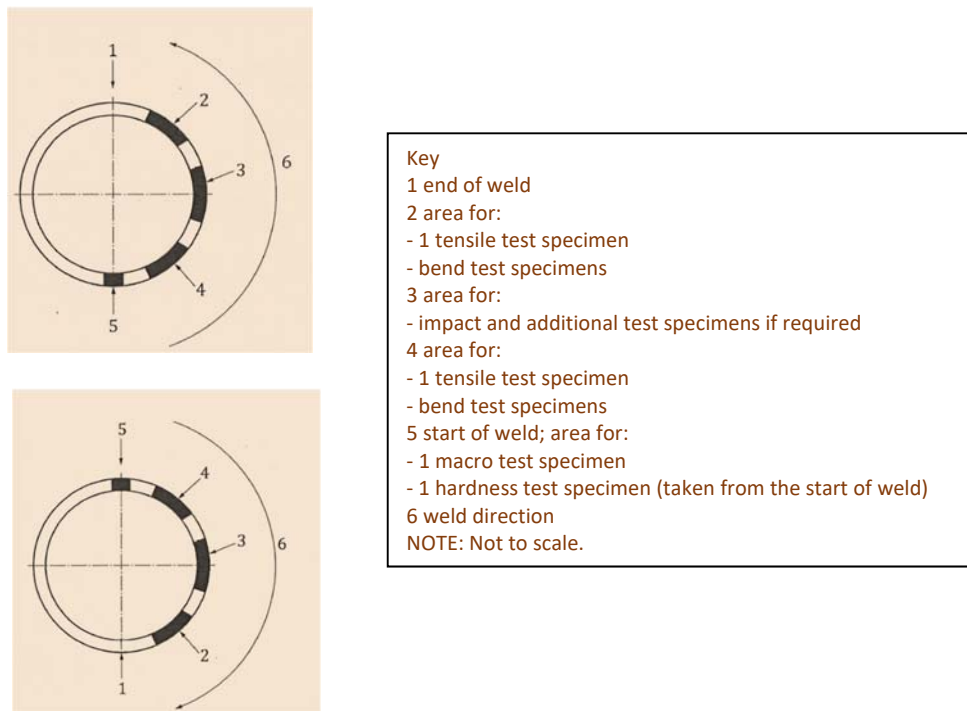 1
2
3
6
4
5
5
4
3
6
2
1
Key
1 end of weld
2 area for:
- 1 tensile test specimen
- bend test specimens
3 area for:
- impact and additional test specimens if required
4 area for:
- 1 tensile test specimen
- bend test specimens
5 start of weld; area for:
- 1 macro test specimen
- 1 hardness test specimen (taken from the start of weld)
6 weld direction
NOTE: Not to scale.